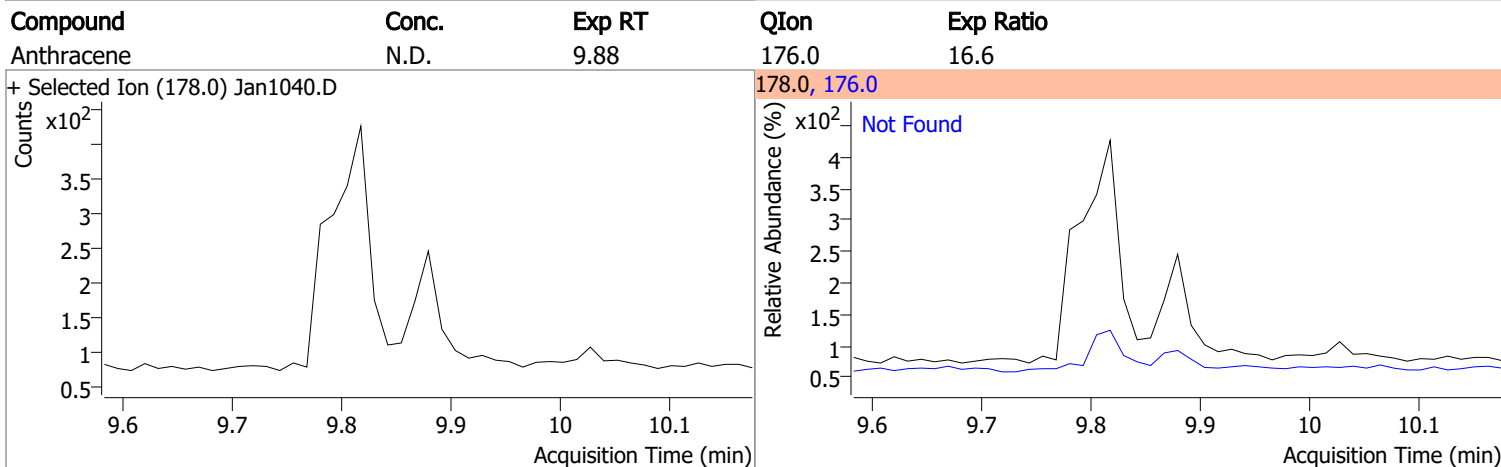 Compound Conc. Exp RT QIon Exp Ratio
Anthracene N.D. 9.88 176.0 16.6
+ Selected Ion (178.0) Jan1040.D
Counts
x10²
3.5
3
2.5
2
1.5
1
0.5
9.6 9.7 9.8 9.9 10 10.1
Acquisition Time (min)
178.0, 176.0
Relative Abundance (%)
x10²
Not Found
4
3.5
3
2.5
2
1.5
1
0.5
9.6 9.7 9.8 9.9 10 10.1
Acquisition Time (min)